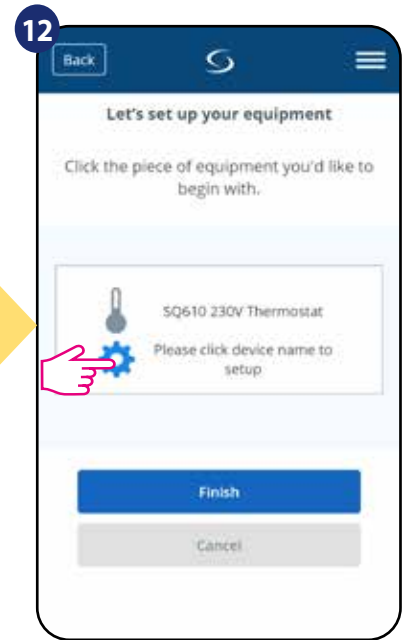 12
Back
Let's set up your equipment
Click the piece of equipment you'd like to
begin with.
SQ610 230V Thermostat
Please click device name to
setup
Finish
Cancel